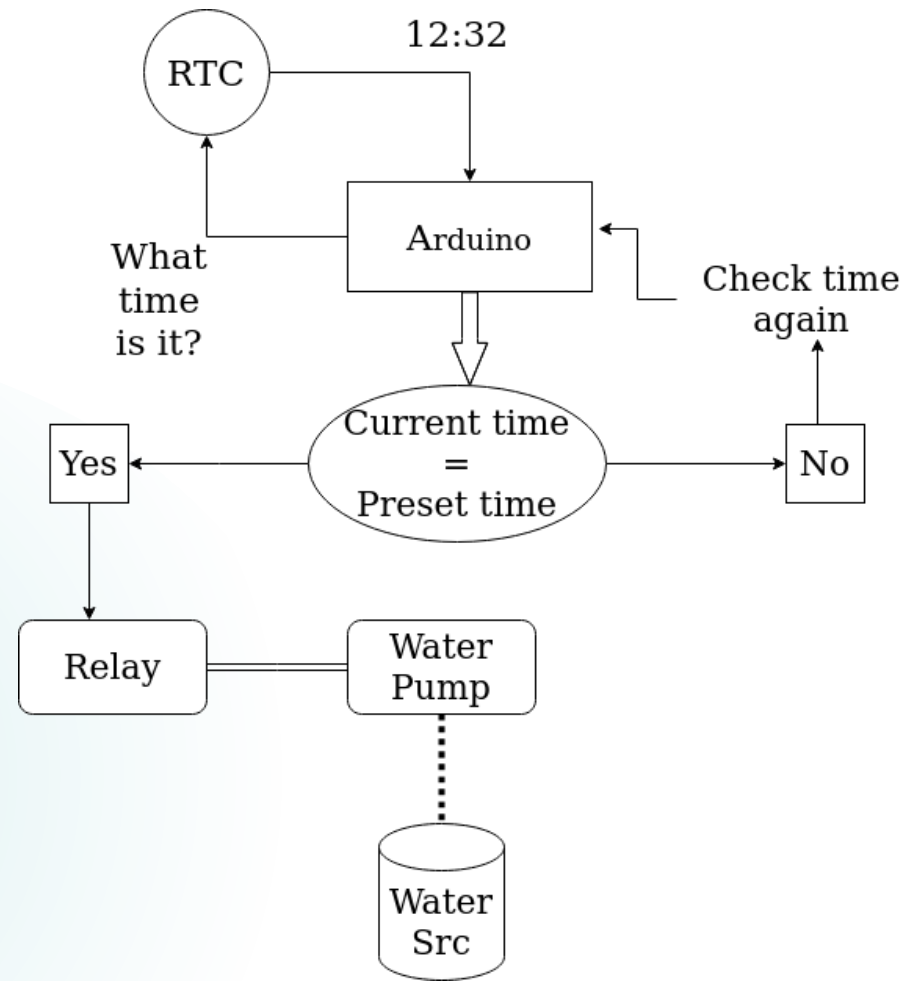 12:32
RTC
Arduino
What
time
is it?
Check time
again
Current time
=
Preset time
Yes
No
Relay
Water
Pump
Water
Src